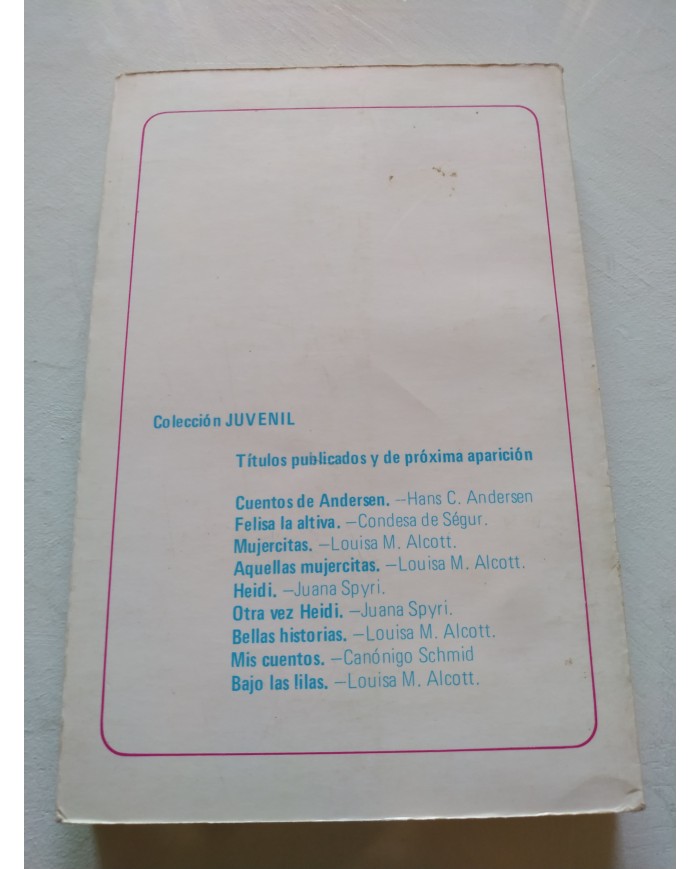 Colección JUVENIL
Títulos publicados y de próxima aparición
Cuentos de Andersen. —Hans C. Andersen
Felisa la altiva. —Condesa de Ségur.
Mujercitas. —Louisa M. Alcott.
Aquellas mujercitas. —Louisa M. Alcott.
Heidi. —Juana Spyri.
Otra vez Heidi. —Juana Spyri.
Bellas historias. —Louisa M. Alcott.
Mis cuentos. —Canónigo Schmid
Bajo las lilas. —Louisa M. Alcott.